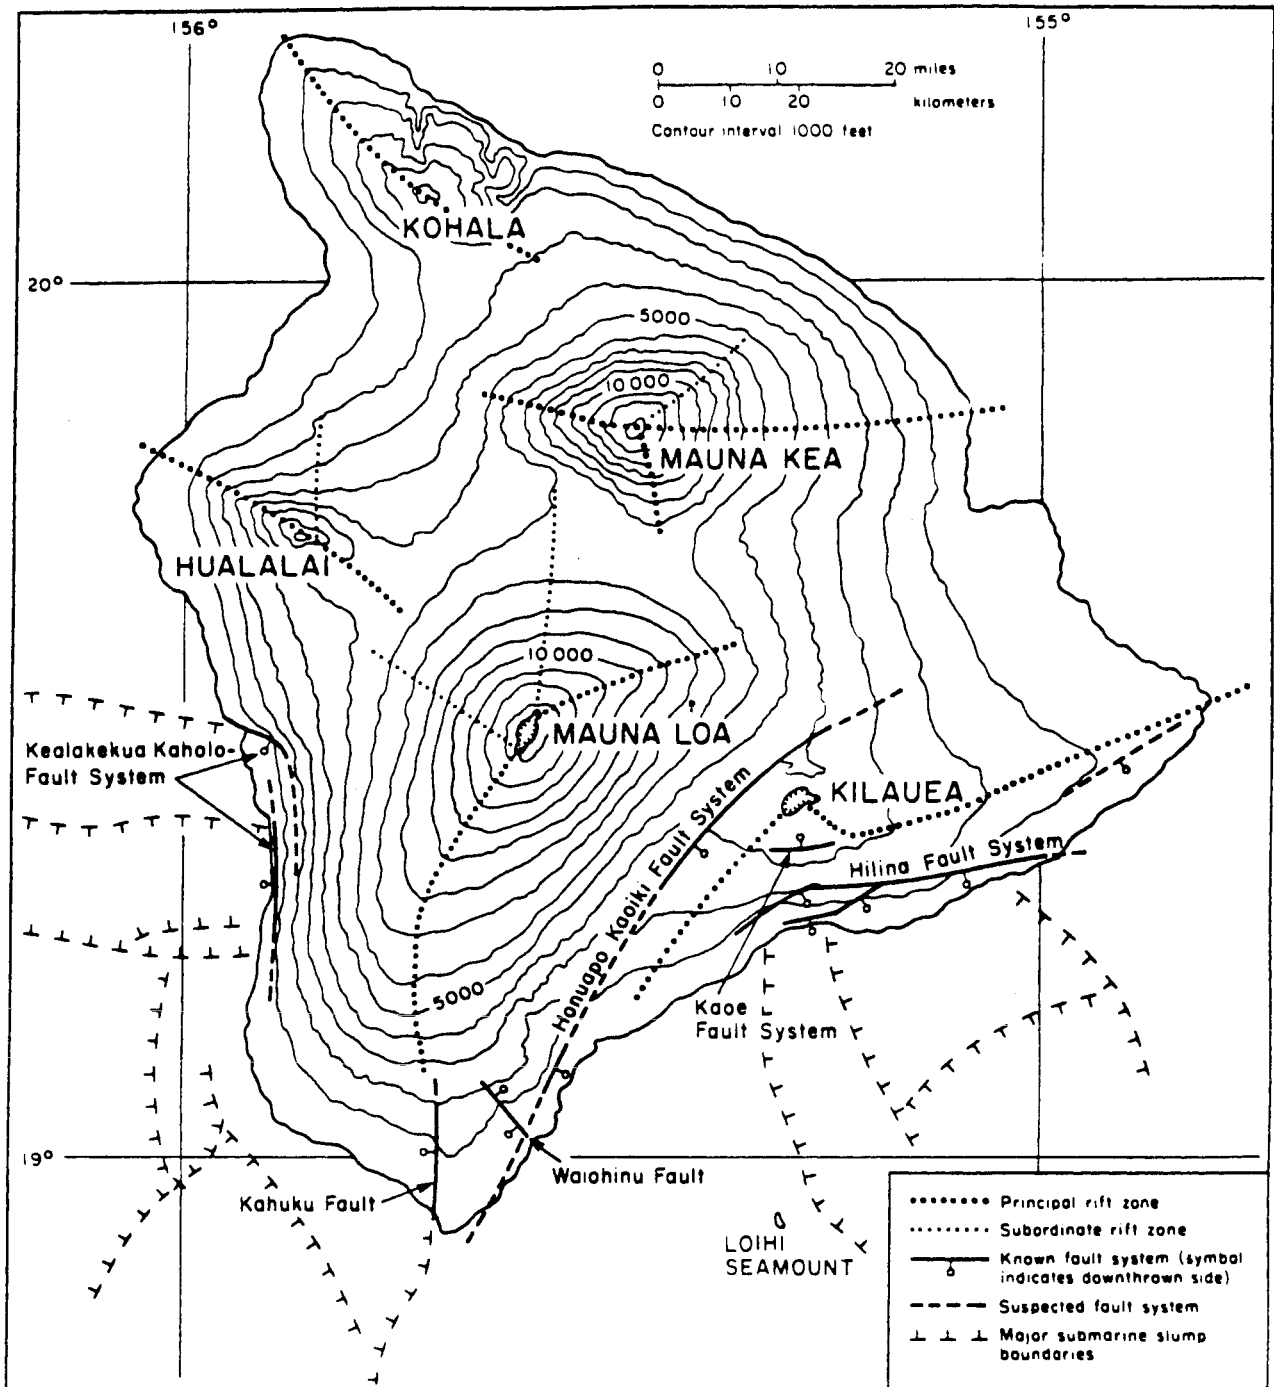 156°
155°
0 10 20 miles
0 10 20 kilometers
Contour interval 1000 feet
KOHALA
20°
5000
10 000
MAUNA KEA
HUALALAI
10 000
MAUNA LOA
Kealakekua Kaholo
Fault System
KILAUEA
Honuapo Kaoiki Fault System
Hilina Fault System
5000
Kaoe
Fault System
19°
Waiohinu Fault
Kahuku Fault
LOIHI
SEAMOUNT
Principal rift zone
Subordinate rift zone
Known fault system (symbol
indicates downthrown side)
Suspected fault system
Major submarine slump
boundaries